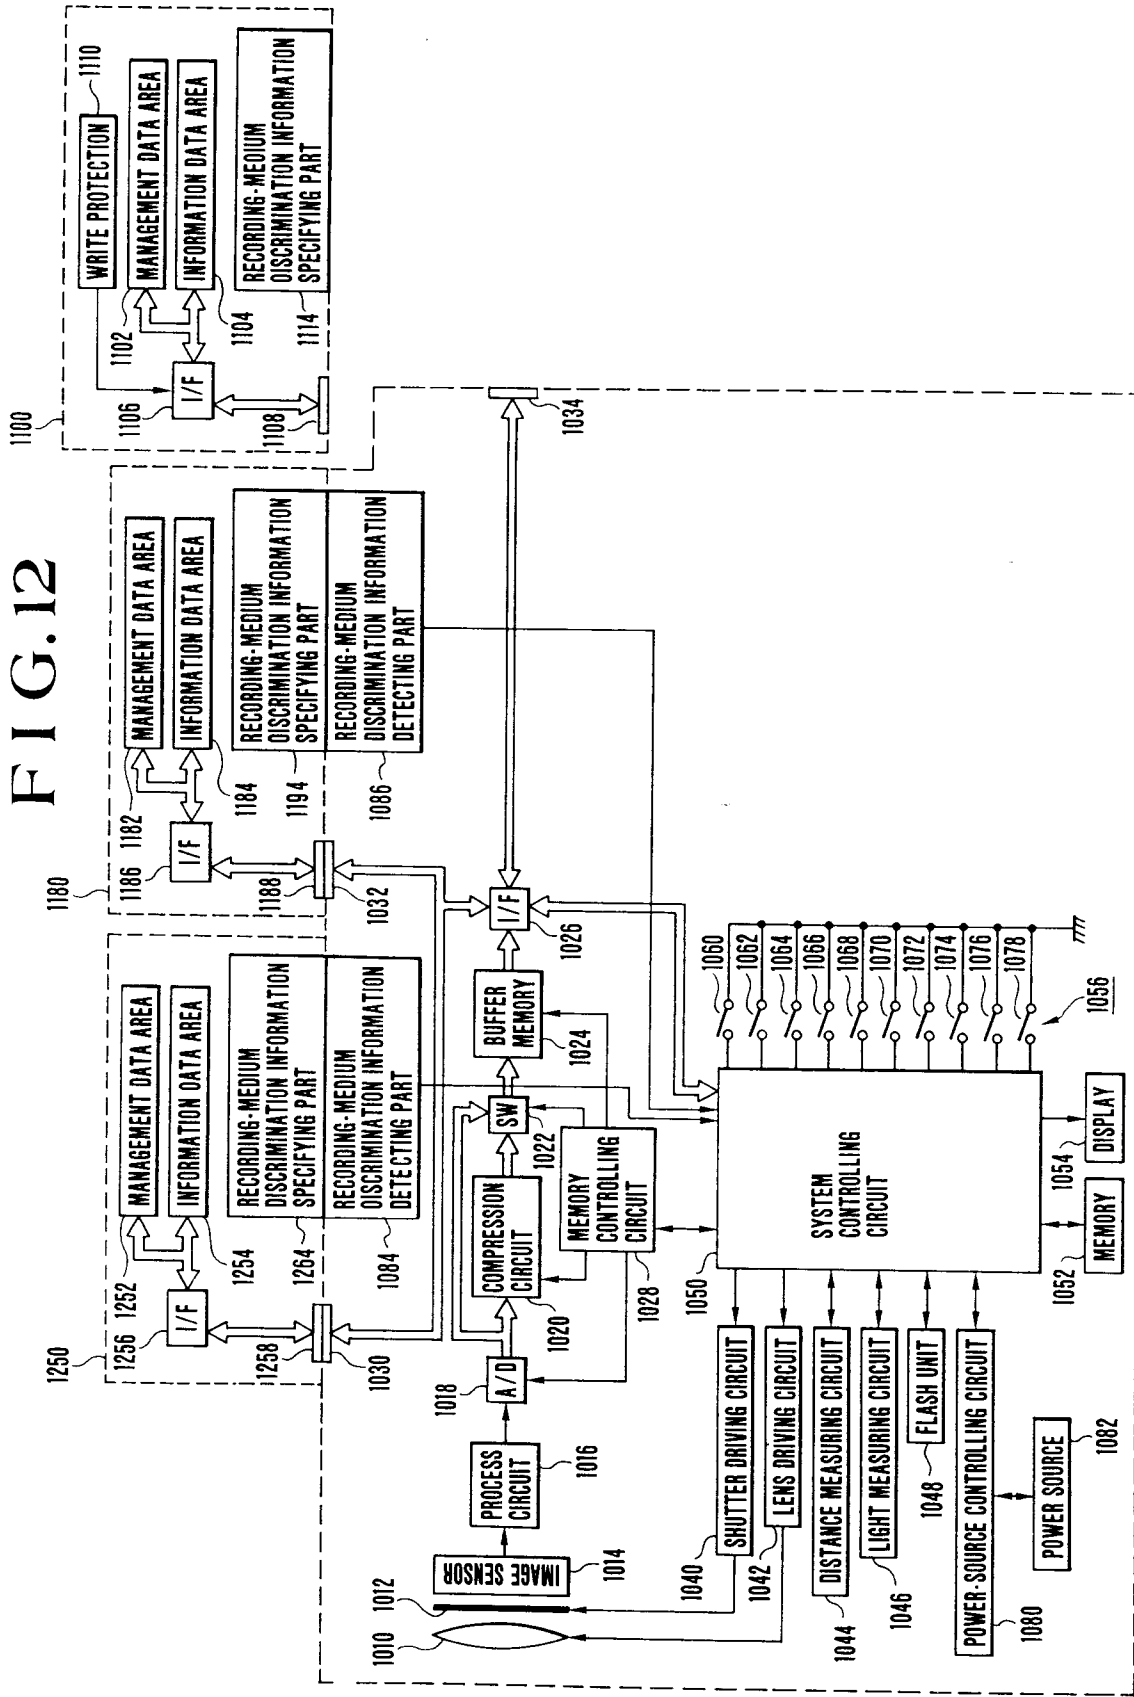 FIG.12
1250
1252
MANAGEMENT DATA AREA
INFORMATION DATA AREA
1254
1256
I/F
1258
1030
RECORDING-MEDIUM
DISCRIMINATION INFORMATION
SPECIFYING PART
1264
RECORDING-MEDIUM
DISCRIMINATION INFORMATION
DETECTING PART
1084
1180
1182
MANAGEMENT DATA AREA
INFORMATION DATA AREA
1184
1186
I/F
1188
1032
RECORDING-MEDIUM
DISCRIMINATION INFORMATION
SPECIFYING PART
1194
RECORDING-MEDIUM
DISCRIMINATION INFORMATION
DETECTING PART
1086
1100
WRITE PROTECTION
1110
1102
MANAGEMENT DATA AREA
INFORMATION DATA AREA
1104
1106
I/F
1108
RECORDING-MEDIUM
DISCRIMINATION INFORMATION
SPECIFYING PART
1114
1034
1010
1012
IMAGE SENSOR
1014
PROCESS
CIRCUIT
1016
1018
A/D
COMPRESSION
CIRCUIT
1020
SW
1022
BUFFER
MEMORY
1024
I/F
1026
MEMORY
CONTROLLING
CIRCUIT
1028
1040
SHUTTER DRIVING CIRCUIT
1042
LENS DRIVING CIRCUIT
DISTANCE MEASURING CIRCUIT
1044
LIGHT MEASURING CIRCUIT
1046
FLASH UNIT
1048
POWER-SOURCE CONTROLLING CIRCUIT
1080
POWER SOURCE
1082
1050
SYSTEM
CONTROLLING
CIRCUIT
1052
MEMORY
1054
DISPLAY
1056
1060
1062
1064
1066
1068
1070
1072
1074
1076
1078